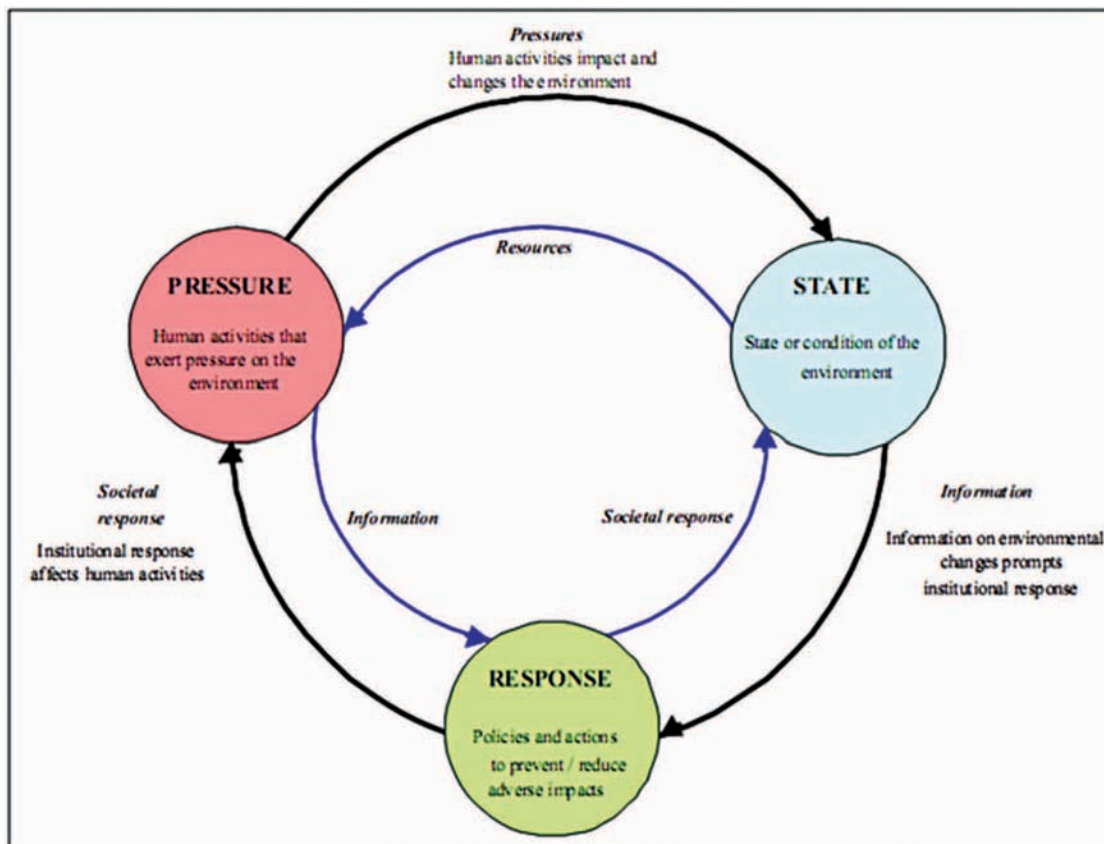 Pressures
Human activities impact and
changes the environment
Resources
PRESSURE
Human activities that
exert pressure on the
environment
STATE
State or condition of the
environment
Societal
response
Institutional response
affects human activities
Information
Societal response
Information
Information on environmental
changes prompts
institutional response
RESPONSE
Policies and actions
to prevent / reduce
adverse impacts